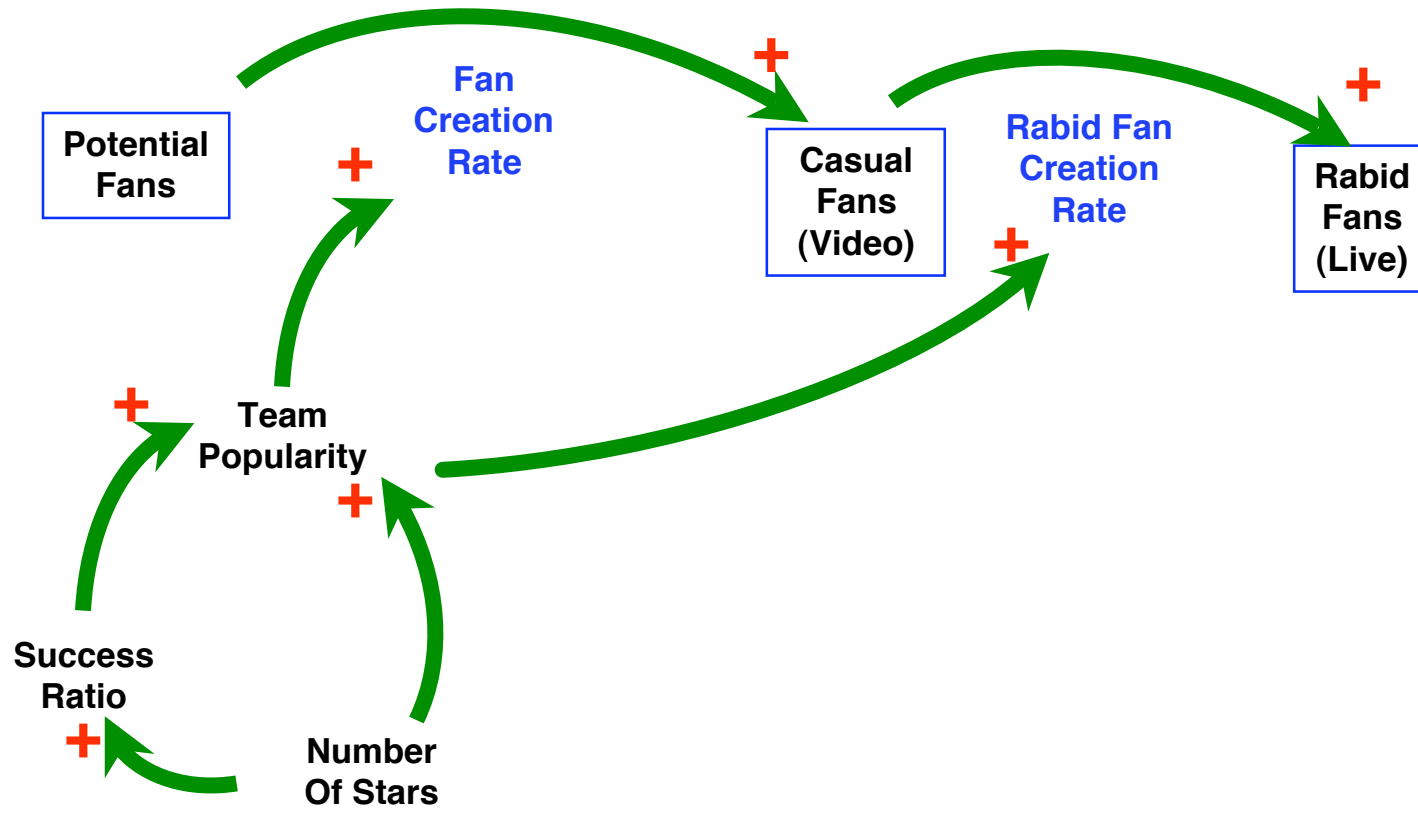 Fan
Creation
Rate
+
+
+
Potential
Fans
Casual
Fans
(Video)
Rabid Fan
Creation
Rate
Rabid
Fans
(Live)
+
+
Team
Popularity
+
Success
Ratio
+
Number
Of Stars